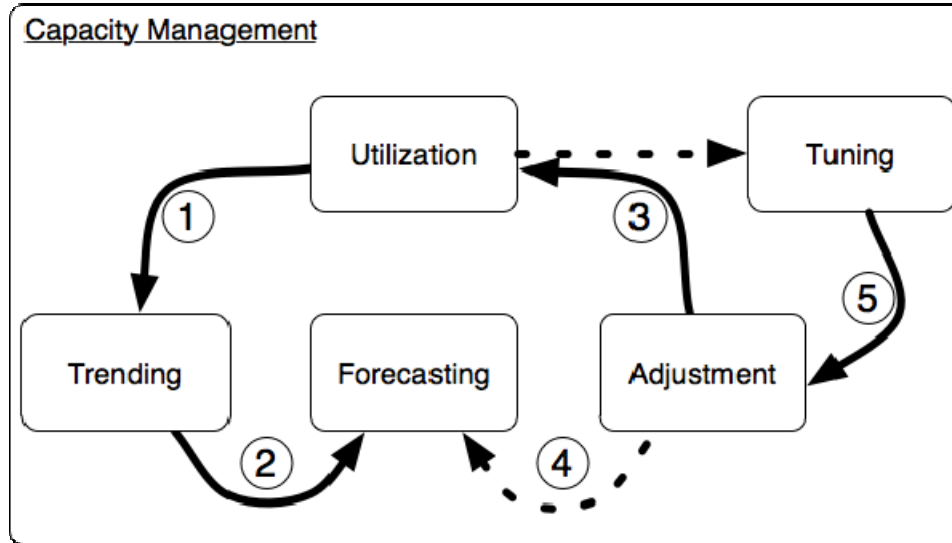 Capacity Management
Utilization
Tuning
1
3
5
Trending
Forecasting
Adjustment
2
4